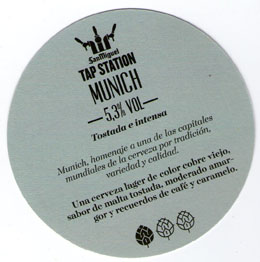 SanMiguel
TAP STATION
MUNICH
5,3% VOL
Tostada e intensa
Munich, homenaje a una de las capitales
mundiales de la cerveza por tradición,
variedad y calidad.
Una cerveza lager de color cobre viejo,
sabor de malta tostada, moderado amar-
gor y recuerdos de café y caramelo.